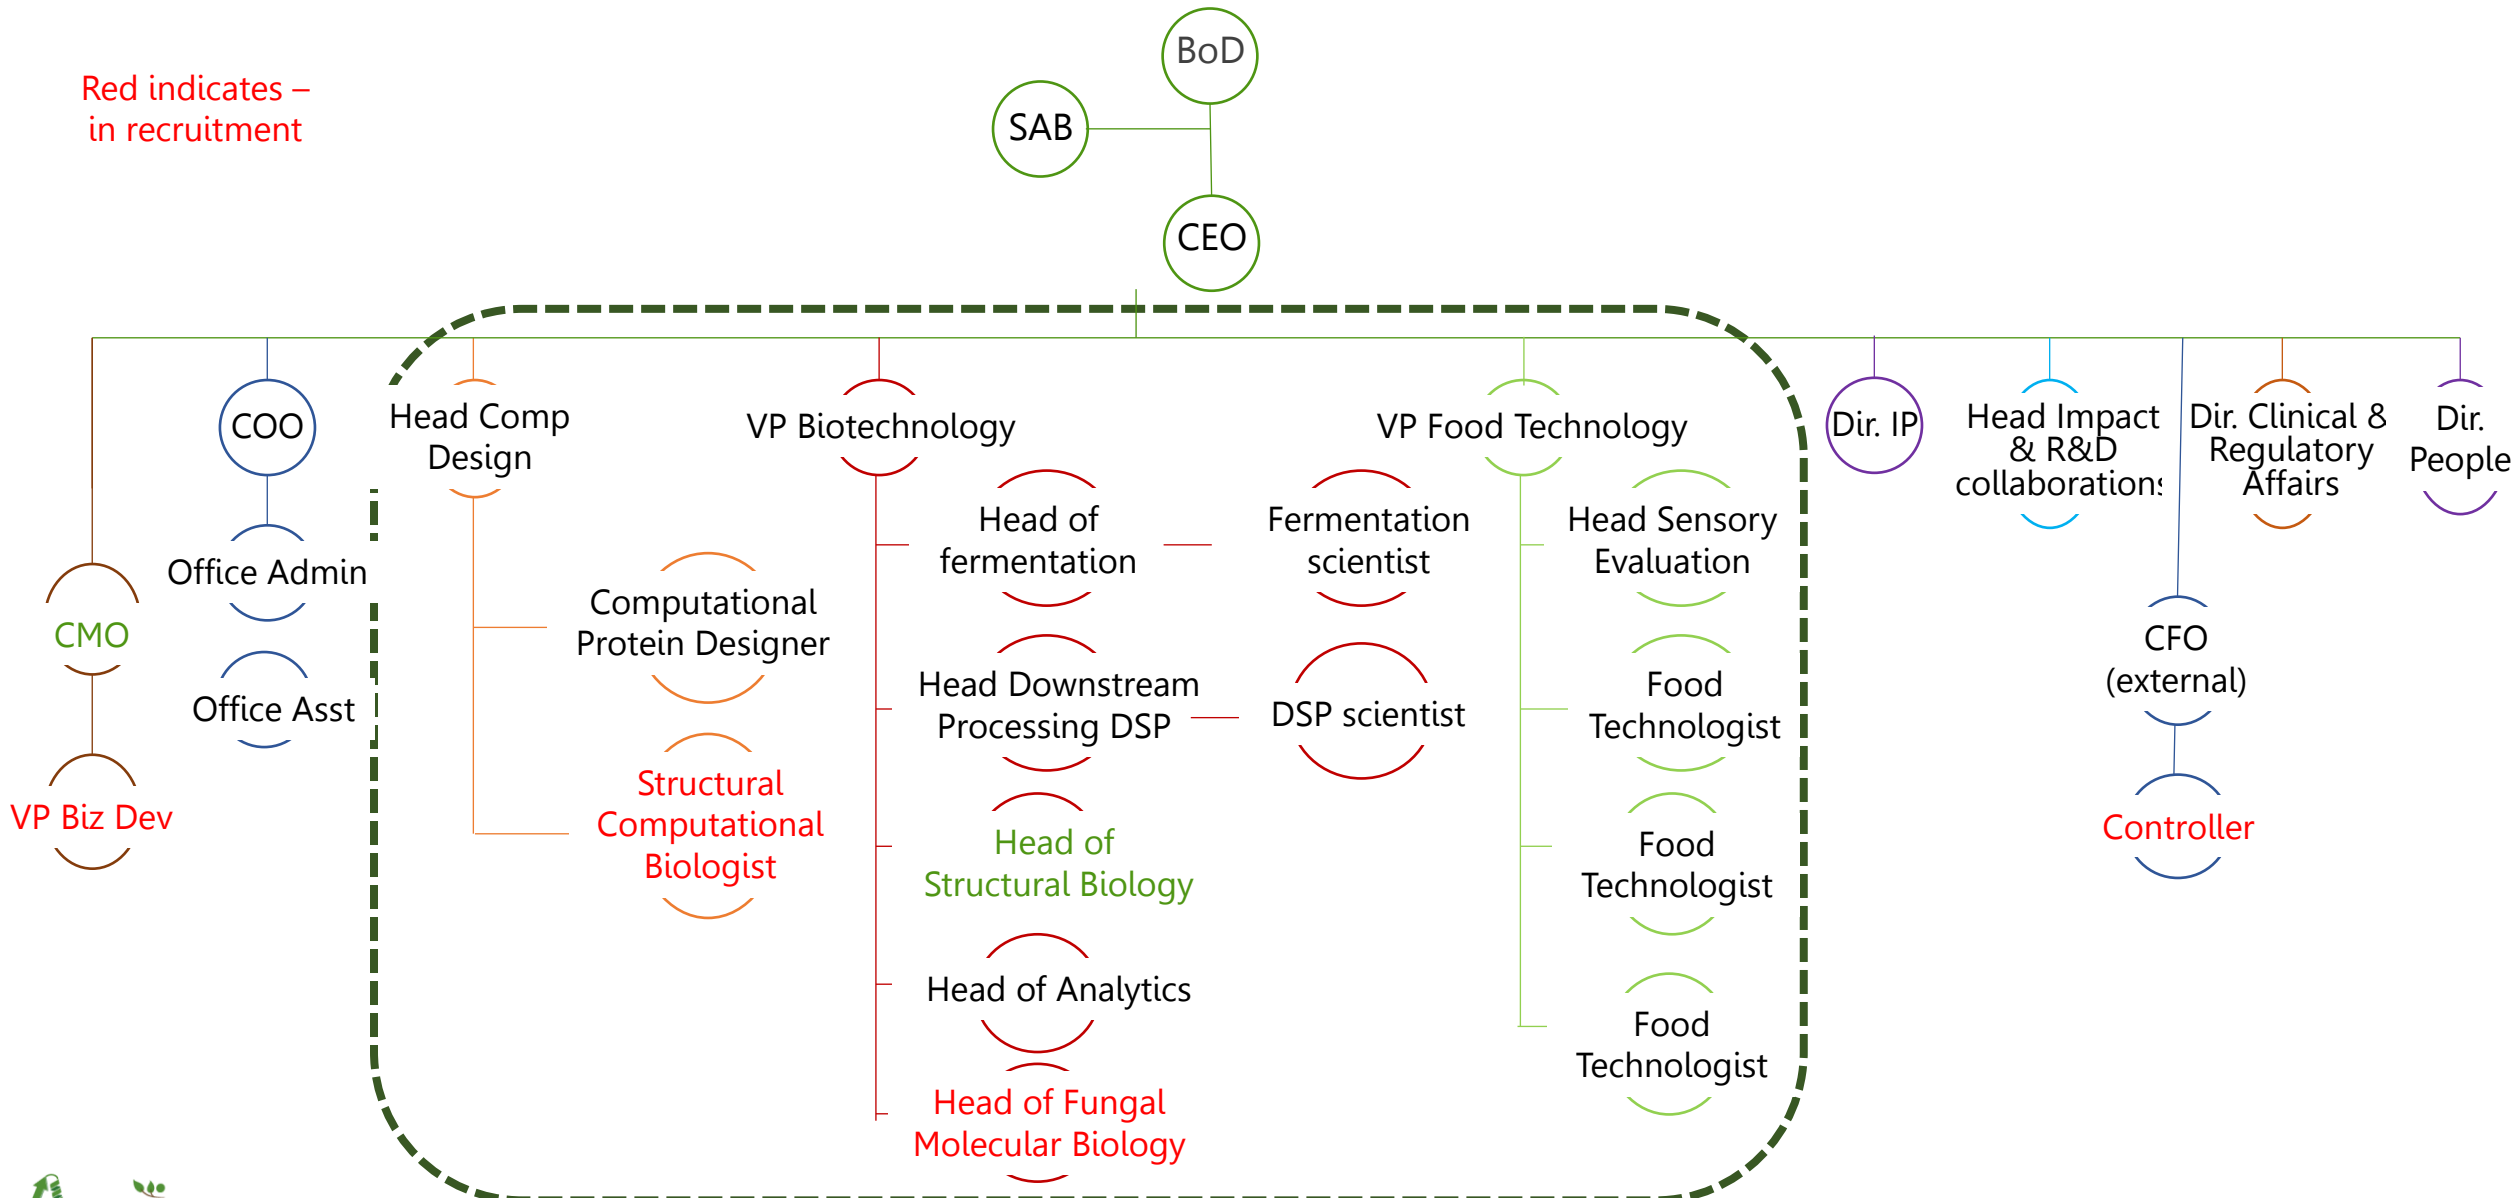 BoD
Red indicates –
in recruitment
SAB
CEO
COO
Head Comp
Design
VP Biotechnology
VP Food Technology
Dir. IP
Head Impact
& R&D
collaborations
Dir. Clinical &
Regulatory
Affairs
Dir.
People
Office Admin
Office Asst
CMO
VP Biz Dev
Computational
Protein Designer
Structural
Computational
Biologist
Head of
fermentation
Fermentation
scientist
Head Downstream
Processing DSP
DSP scientist
Head of
Structural Biology
Head of Analytics
Head of Fungal
Molecular Biology
Head Sensory
Evaluation
Food
Technologist
Food
Technologist
Food
Technologist
CFO
(external)
Controller